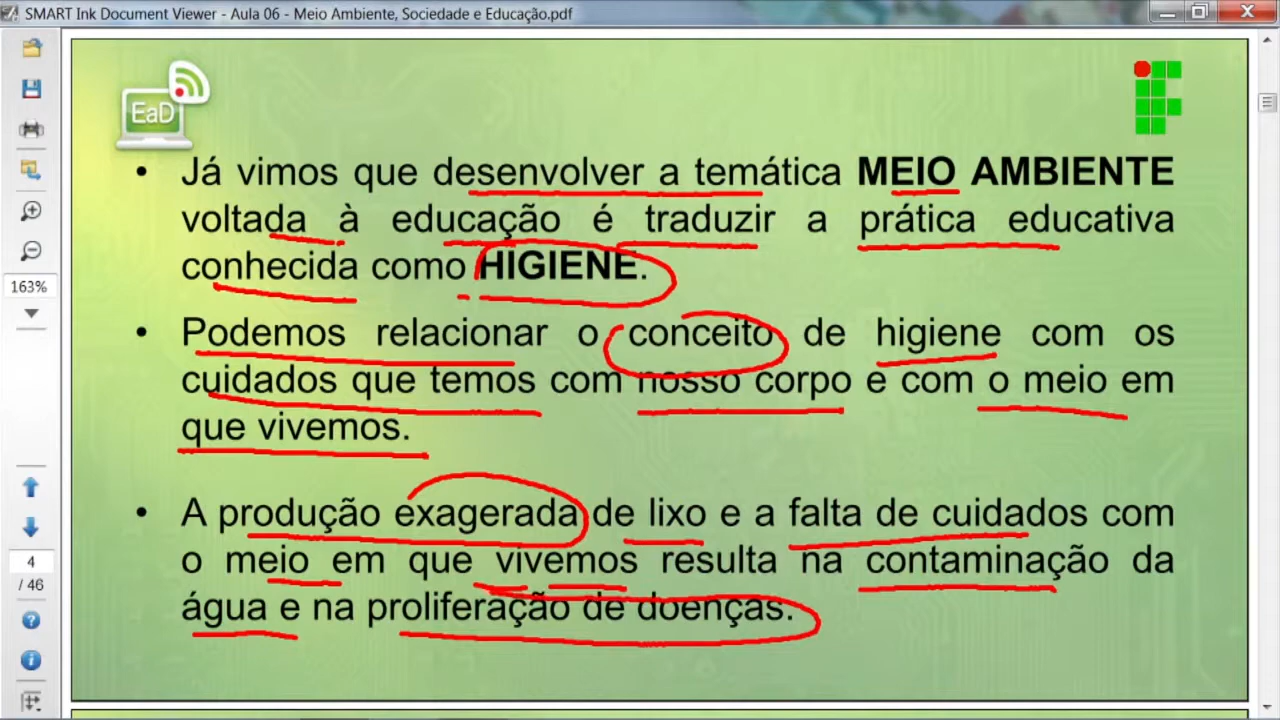 SMART Ink Document Viewer - Aula 06 - Meio Ambiente, Sociedade e Educação.pdf
EaD
• Já vimos que desenvolver a temática MEIO AMBIENTE
voltada à educação é traduzir a prática educativa
conhecida como HIGIENE.
• Podemos relacionar o conceito de higiene com os
cuidados que temos com nosso corpo e com o meio em
que vivemos.
• A produção exagerada de lixo e a falta de cuidados com
o meio em que vivemos resulta na contaminação da
água e na proliferação de doenças.
163%
4
/ 46